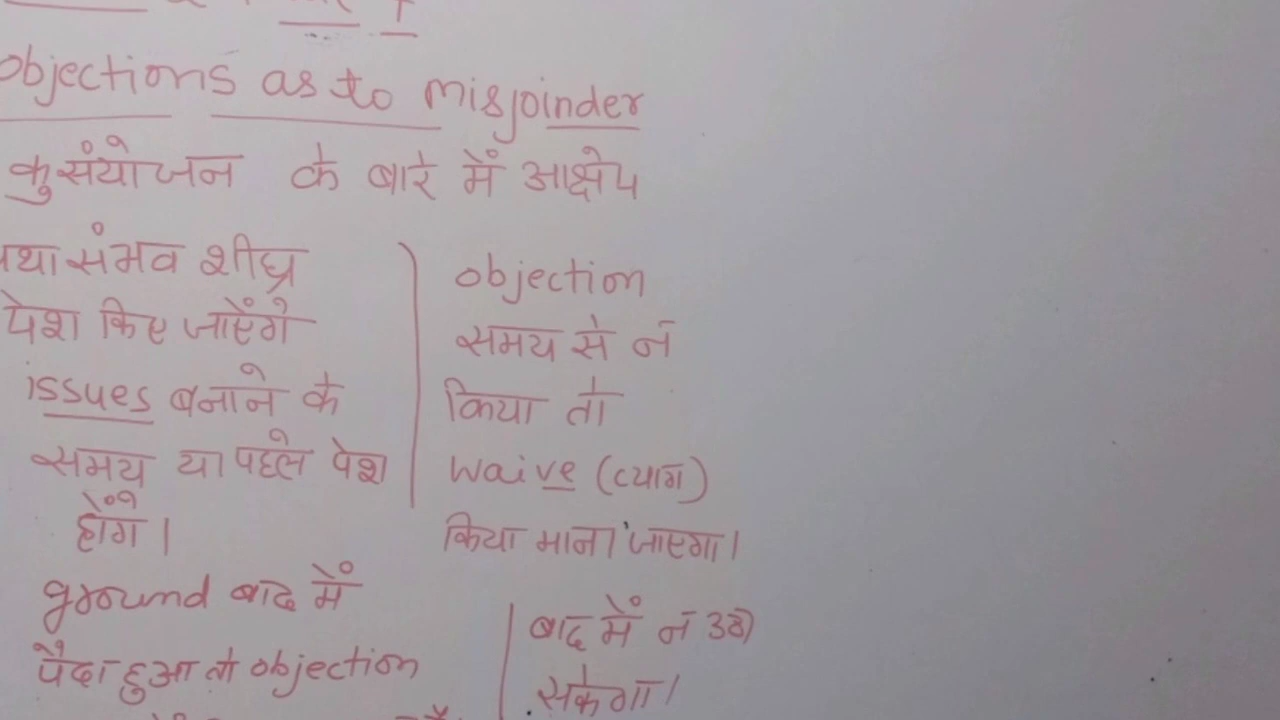 objections as to misjoinder
कुसंयोजन के बारे में आक्षेप
यथा संभव शीघ्र
पेश किए जाएंगे
issues बनाने के
समय या पहले पेश
होंगे।
ground बाद में
पैदा हुआ तो objection
objection
समय से न
किया तो
waive (त्याग)
किया माना जाएगा।
बाद में न उठा
सकेगा।